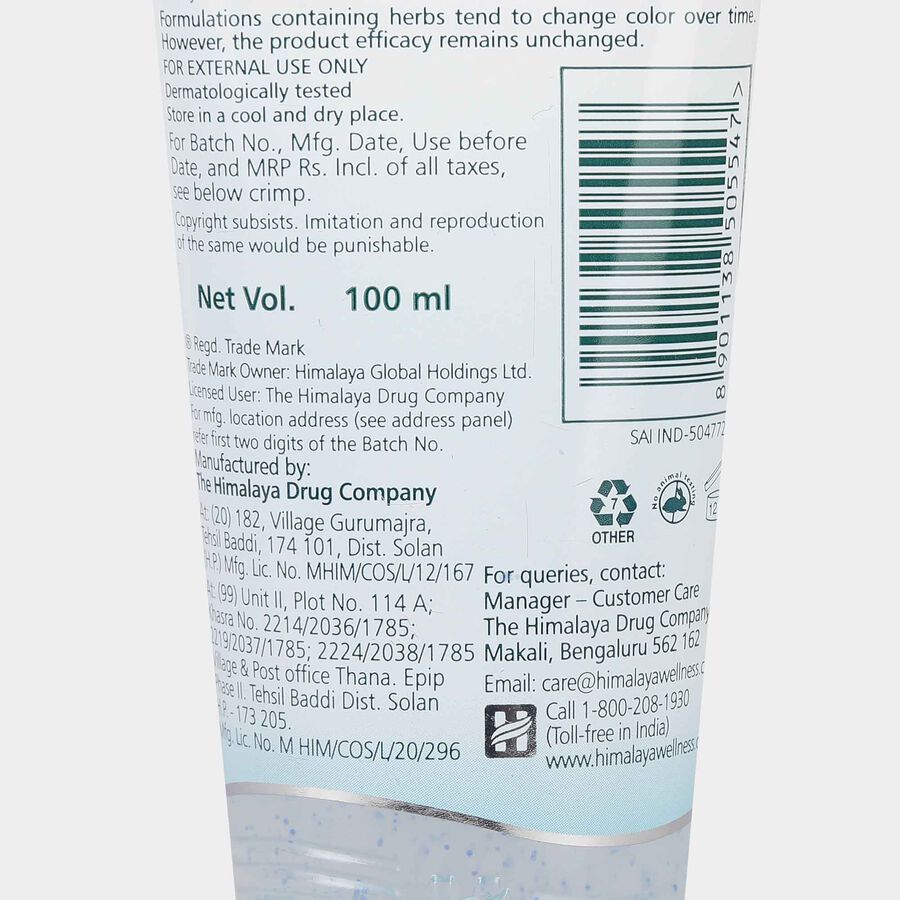 Formulations containing herbs tend to change color over time.
However, the product efficacy remains unchanged.
FOR EXTERNAL USE ONLY
Dermatologically tested
Store in a cool and dry place.
For Batch No., Mfg. Date, Use before
Date, and MRP Rs. Incl. of all taxes,
see below crimp.
Copyright subsists. Imitation and reproduction
of the same would be punishable.
Net Vol. 100 ml
® Regd. Trade Mark
Trade Mark Owner: Himalaya Global Holdings Ltd.
Licensed User: The Himalaya Drug Company
For mfg. location address (see address panel)
refer first two digits of the Batch No.
Manufactured by:
The Himalaya Drug Company
At: (20) 182, Village Gurumajra,
Tehsil Baddi, 174 101, Dist. Solan
(H.P.) Mfg. Lic. No. MHIM/COS/L/12/167
At: (99) Unit II, Plot No. 114 A;
Khasra No. 2214/2036/1785;
2219/2037/1785; 2224/2038/1785
Village & Post office Thana. Epip
Phase II. Tehsil Baddi Dist. Solan
H.P.- 173 205.
Mfg. Lic. No. M HIM/COS/L/20/296
8 901138 505547 >
SAI IND-504772
7
OTHER
No animal testing
12
For queries, contact:
Manager – Customer Care
The Himalaya Drug Company
Makali, Bengaluru 562 162
Email: care@himalayawellness.c
Call 1-800-208-1930
(Toll-free in India)
www.himalayawellness.c